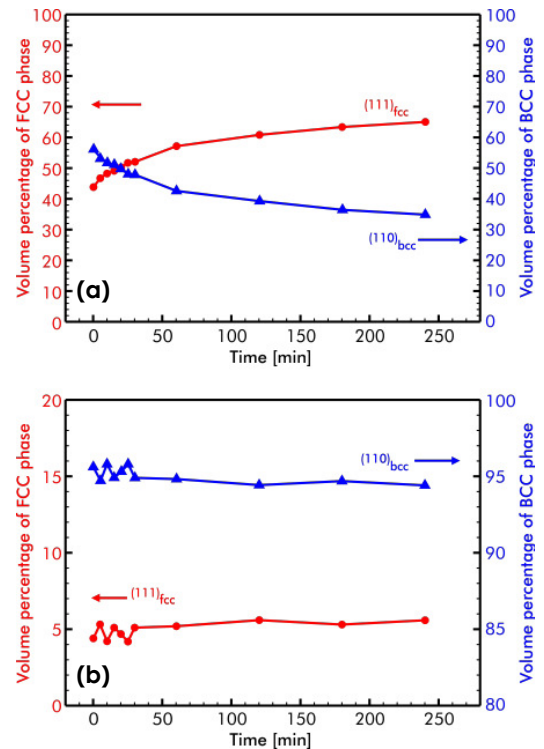 Volume percentage of FCC phase
100
90
80
70
60
50
40
30
20
10
0
(111)fcc
(110)bcc
(a)
100
90
80
70
60
50
40
30
20
10
0
Volume percentage of BCC phase
0 50 100 150 200 250
Time [min]
Volume percentage of FCC phase
20
15
10
5
0
(110)bcc
(111)fcc
(b)
100
95
90
85
80
Volume percentage of BCC phase
0 50 100 150 200 250
Time [min]